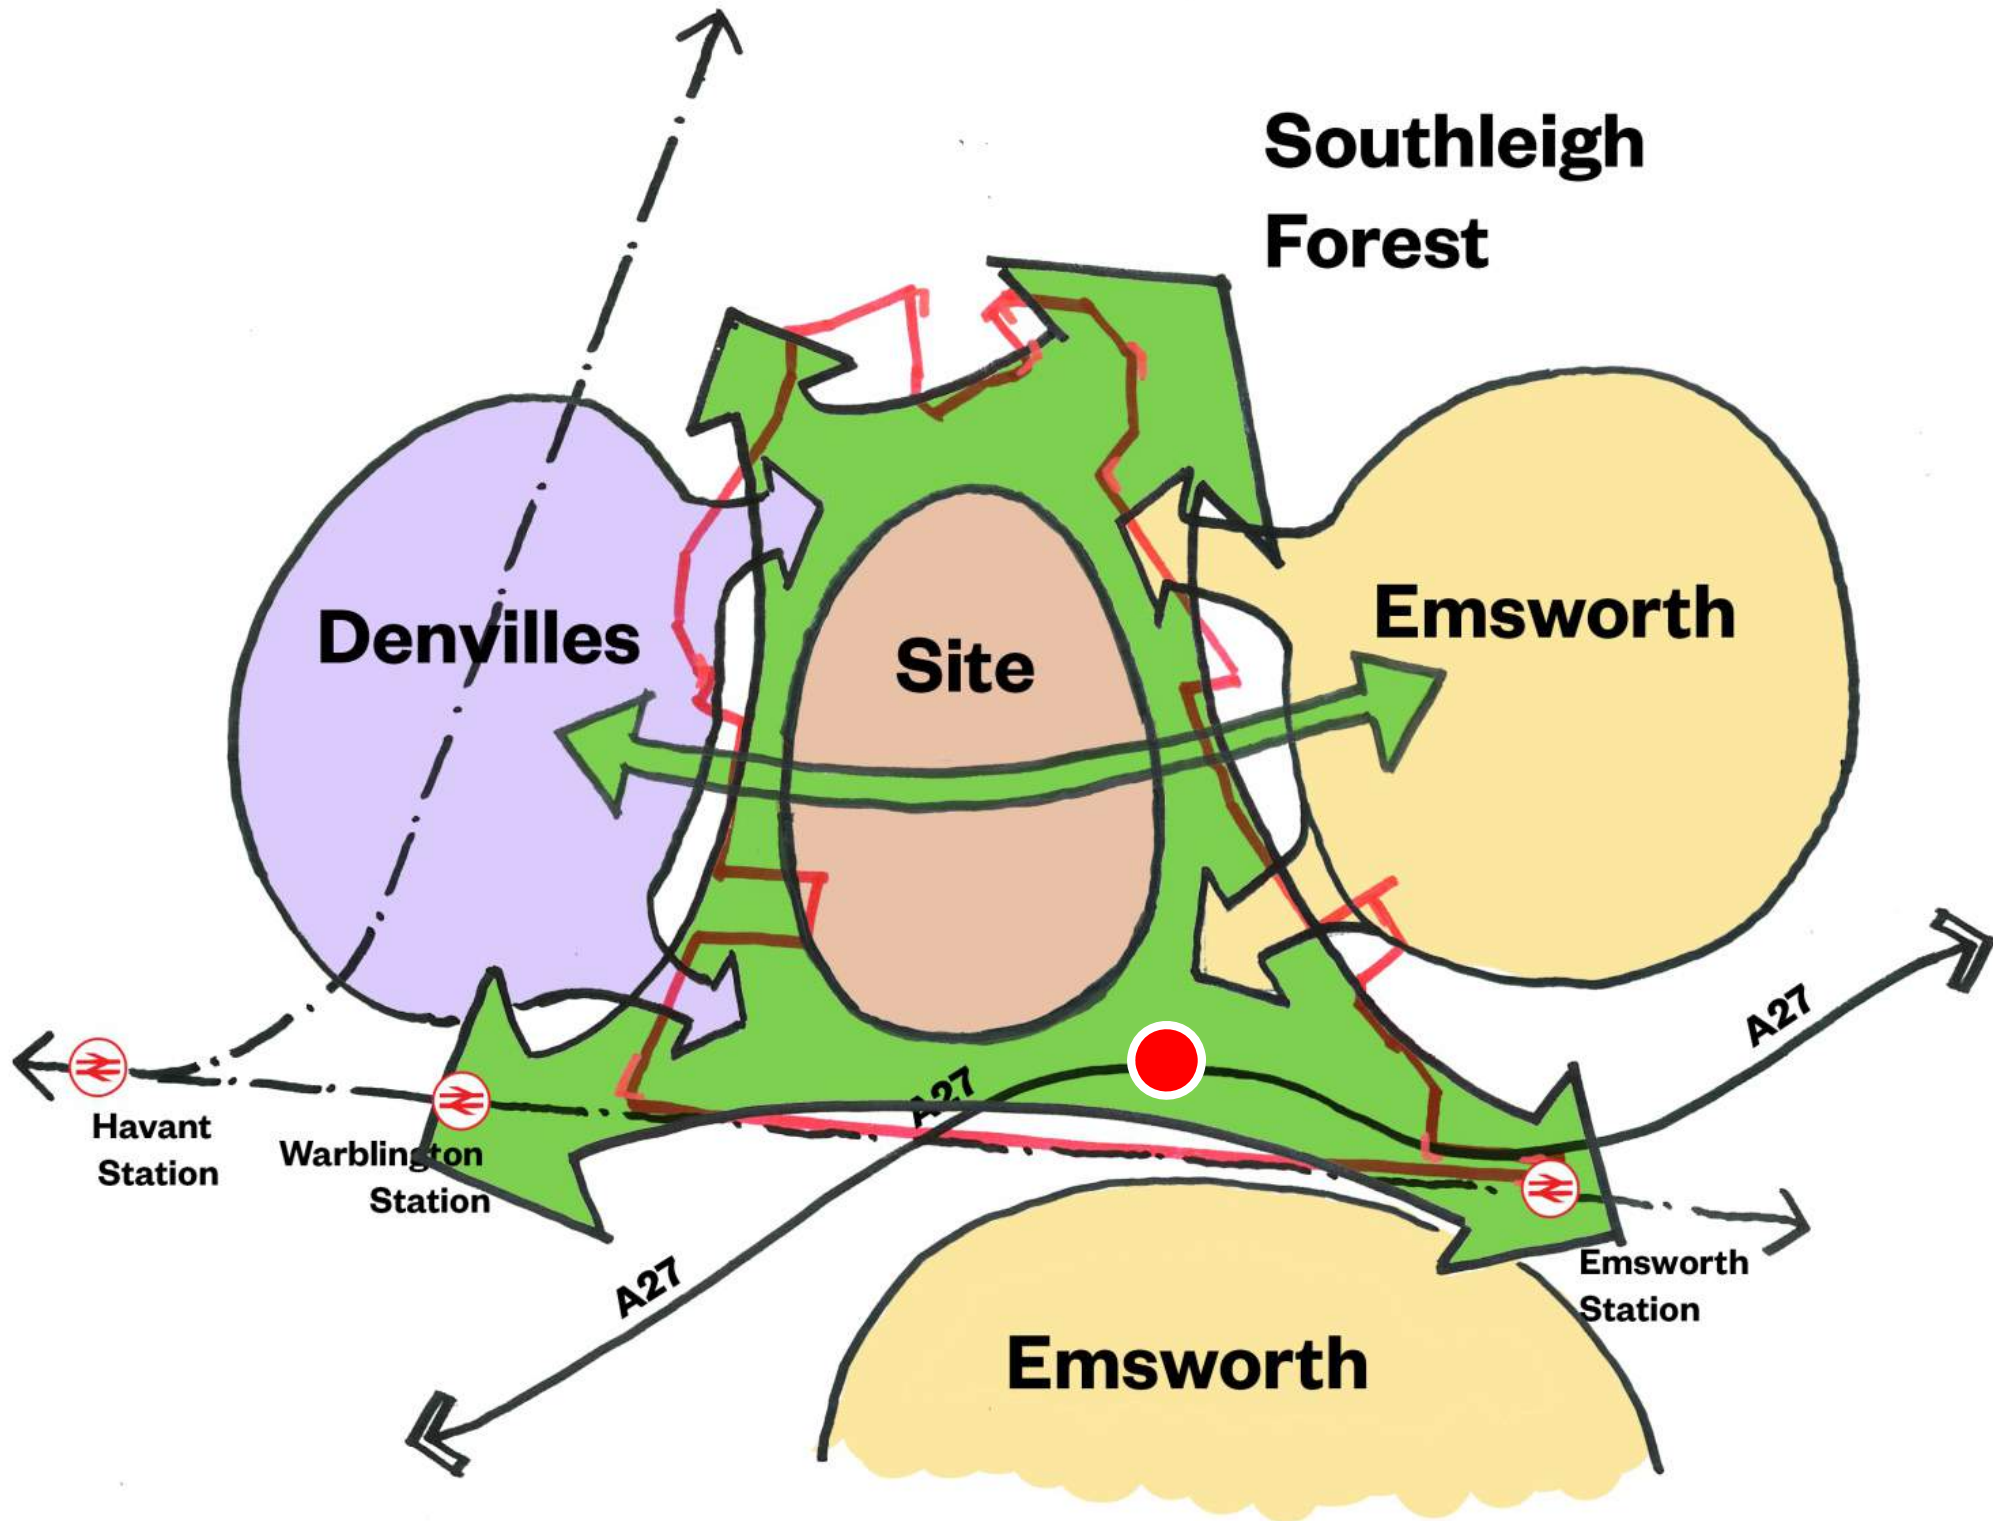 Southleigh
Forest
Denvilles
Site
Emsworth
A27
A27
Havant
Station
Warblington
Station
A27
Emsworth
Station
Emsworth